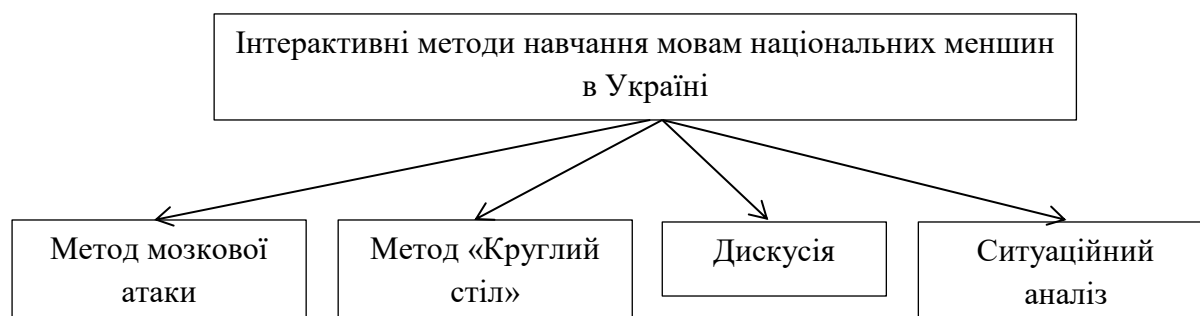 Інтерактивні методи навчання мовам національних меншин
в Україні
Метод мозкової
атаки
Метод «Круглий
стіл»
Дискусія
Ситуаційний
аналіз